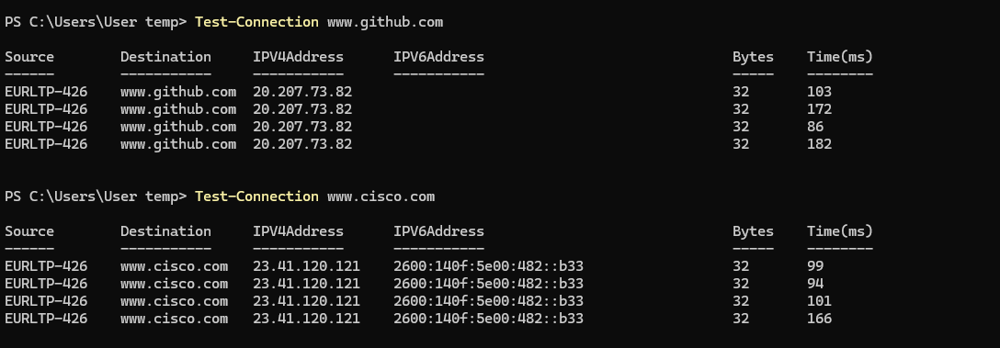 PS C:\Users\User temp> Test-Connection www.github.com
Source        Destination     IPV4Address      IPV6Address                              Bytes    Time(ms)
------        -----------     -----------      -----------                              -----    --------
EURLTP-426    www.github.com  20.207.73.82                                              32       103
EURLTP-426    www.github.com  20.207.73.82                                              32       172
EURLTP-426    www.github.com  20.207.73.82                                              32       86
EURLTP-426    www.github.com  20.207.73.82                                              32       182
PS C:\Users\User temp> Test-Connection www.cisco.com
Source        Destination     IPV4Address      IPV6Address                              Bytes    Time(ms)
------        -----------     -----------      -----------                              -----    --------
EURLTP-426    www.cisco.com   23.41.120.121    2600:140f:5e00:482::b33                  32       99
EURLTP-426    www.cisco.com   23.41.120.121    2600:140f:5e00:482::b33                  32       94
EURLTP-426    www.cisco.com   23.41.120.121    2600:140f:5e00:482::b33                  32       101
EURLTP-426    www.cisco.com   23.41.120.121    2600:140f:5e00:482::b33                  32       166